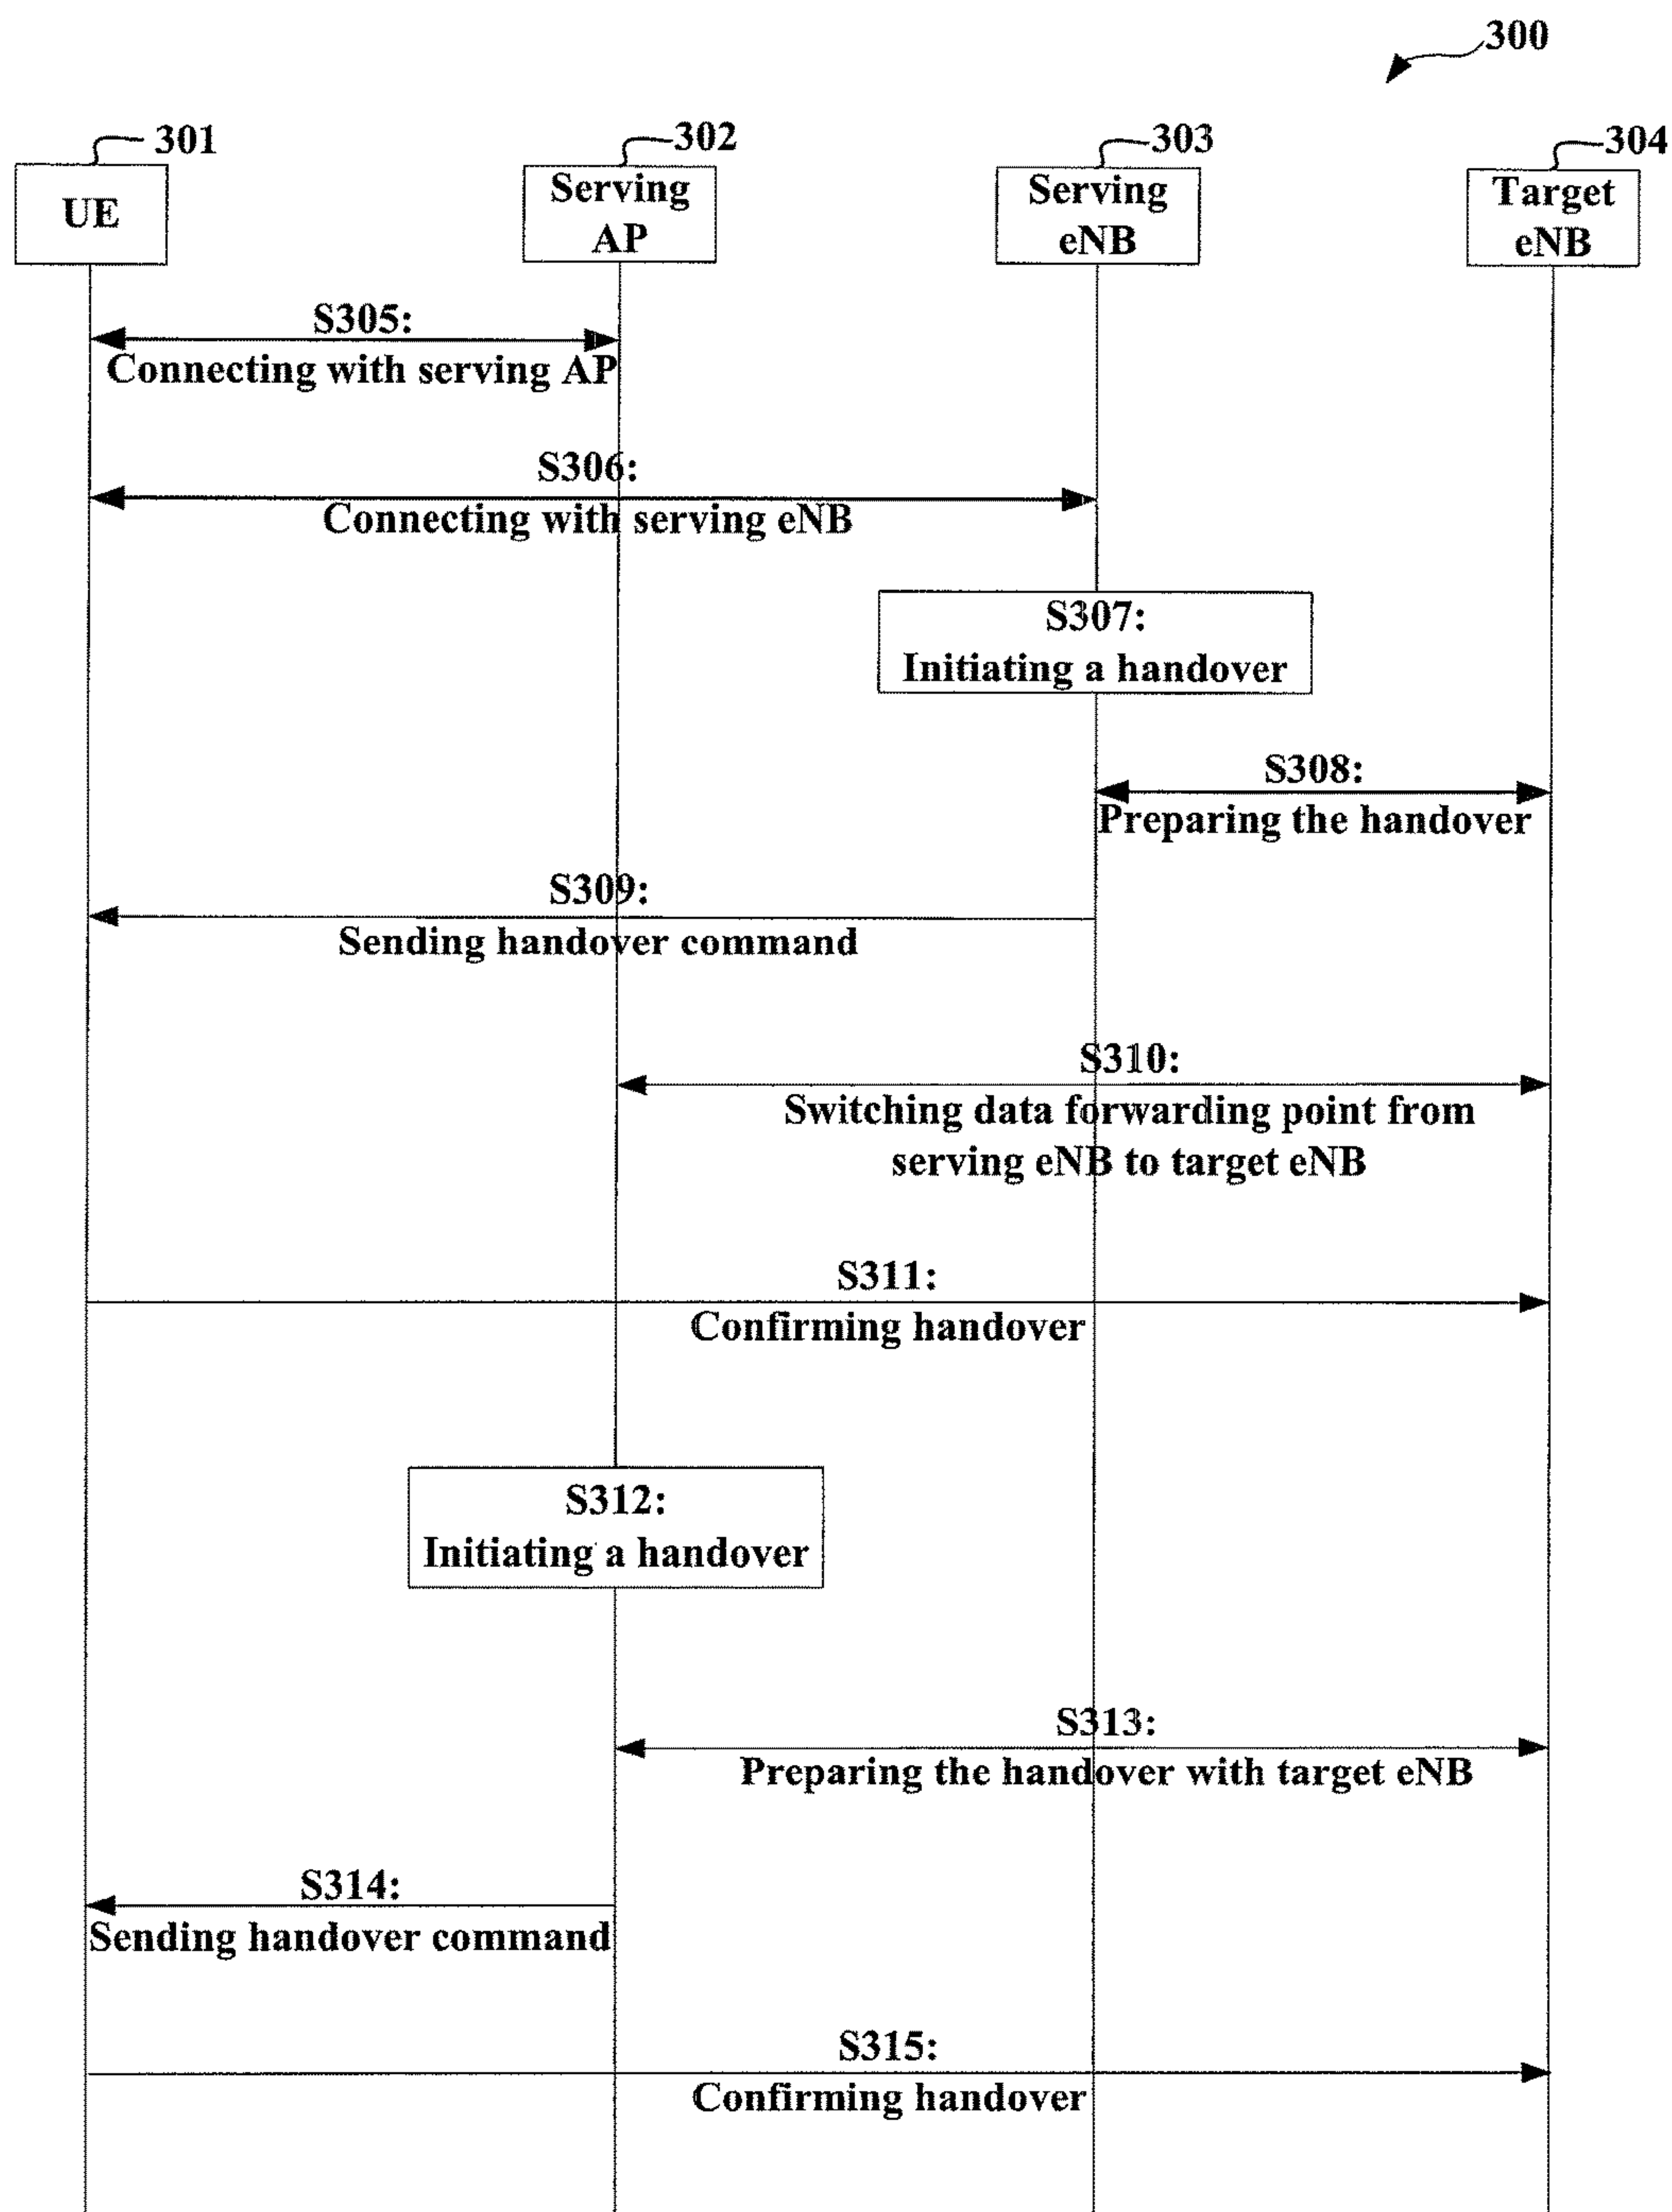 300
301
302
303
304
UE
Serving
AP
Serving
eNB
Target
eNB
S305:
Connecting with serving AP
S306:
Connecting with serving eNB
S307:
Initiating a handover
S308:
Preparing the handover
S309:
Sending handover command
S310:
Switching data forwarding point from
serving eNB to target eNB
S311:
Confirming handover
S312:
Initiating a handover
S313:
Preparing the handover with target eNB
S314:
Sending handover command
S315:
Confirming handover